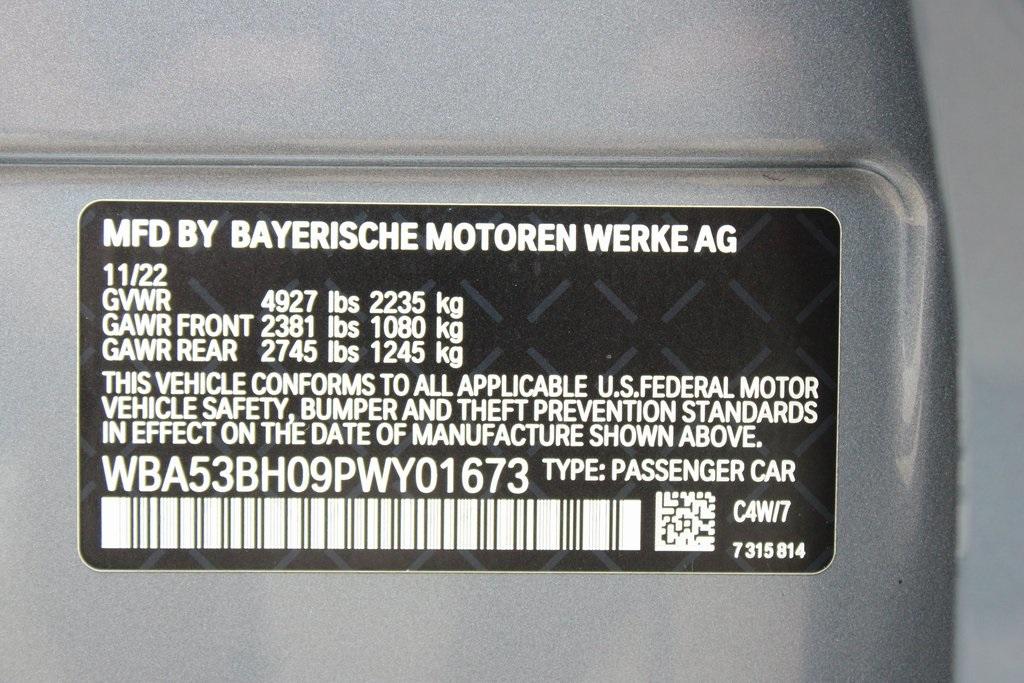 MFD BY BAYERISCHE MOTOREN WERKE AG
11/22
GVWR 4927 lbs 2235 kg
GAWR FRONT 2381 lbs 1080 kg
GAWR REAR 2745 lbs 1245 kg
THIS VEHICLE CONFORMS TO ALL APPLICABLE U.S.FEDERAL MOTOR
VEHICLE SAFETY, BUMPER AND THEFT PREVENTION STANDARDS
IN EFFECT ON THE DATE OF MANUFACTURE SHOWN ABOVE.
WBA53BH09PWY01673 TYPE: PASSENGER CAR
C4W/7
7 315 814